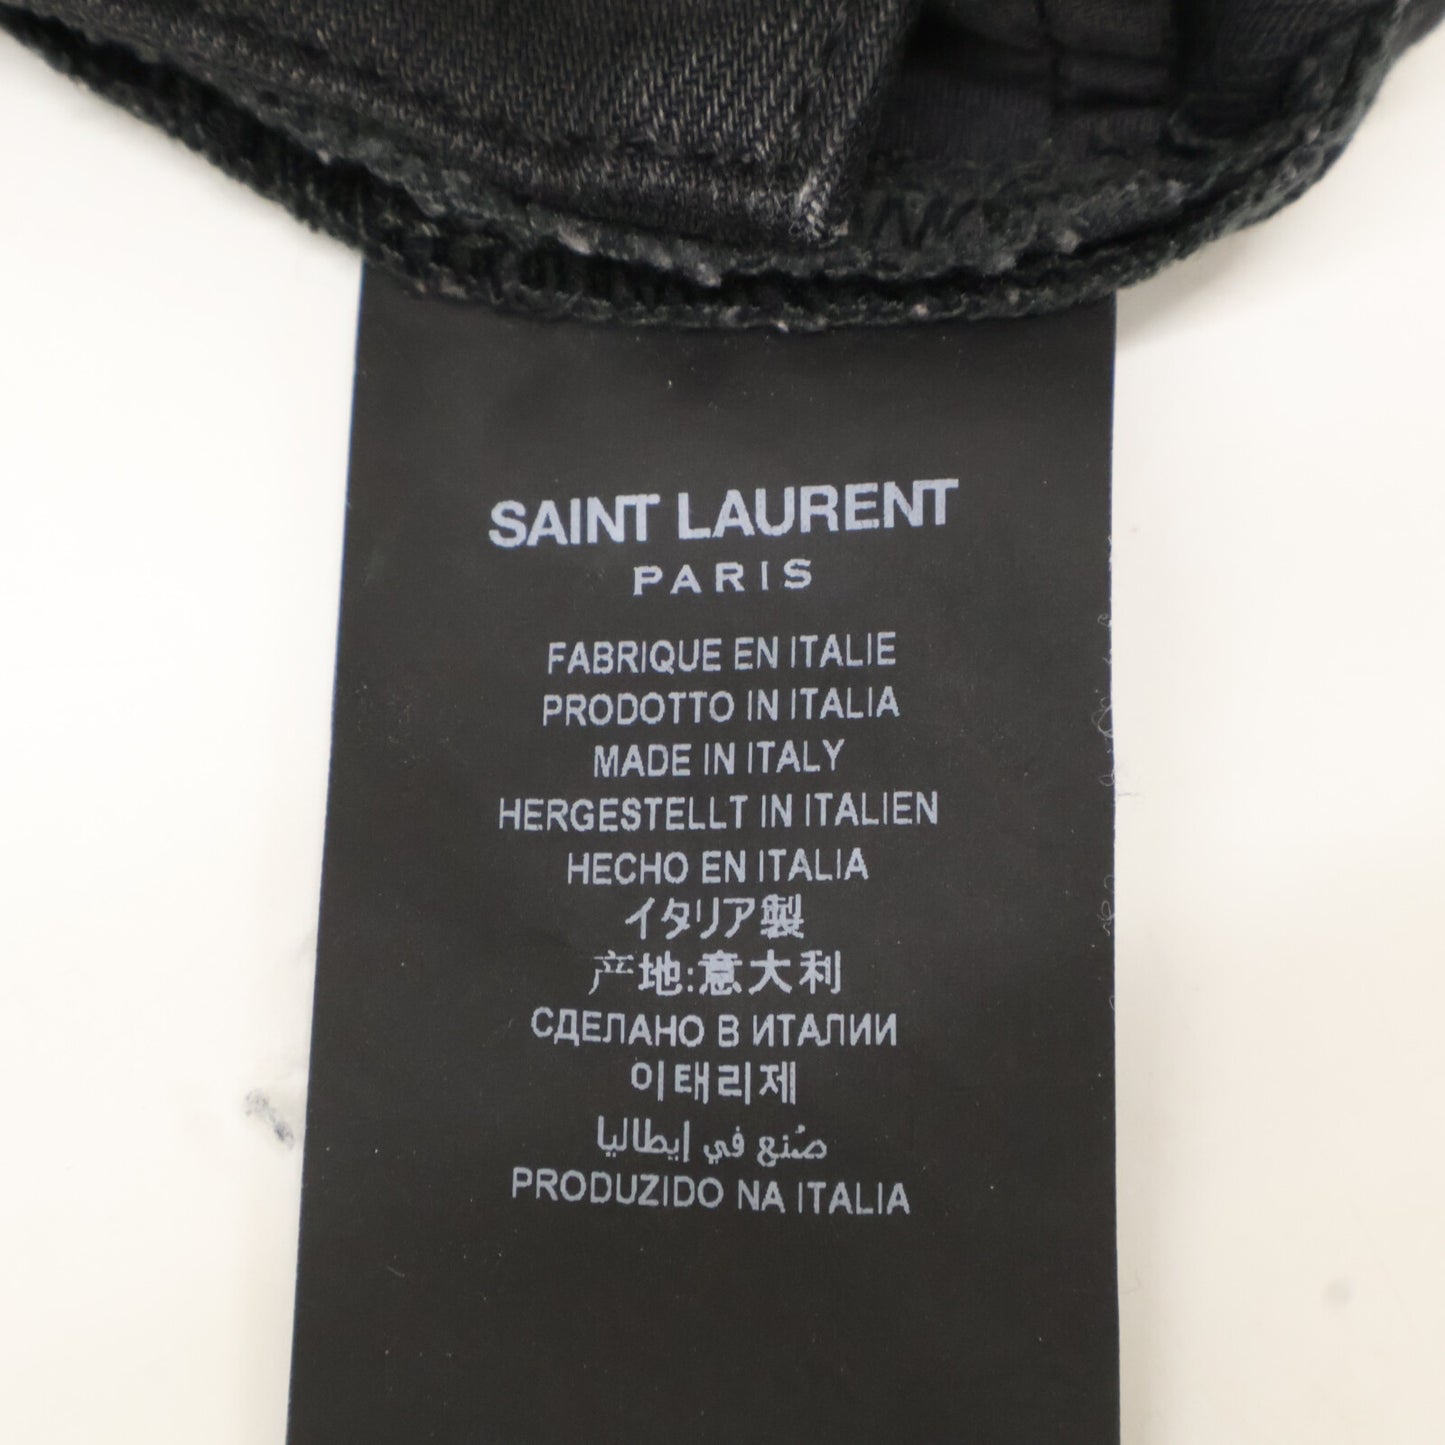 SAINT LAURENT
PARIS
FABRIQUE EN ITALIE
PRODOTTO IN ITALIA
MADE IN ITALY
HERGESTELLT IN ITALIEN
HECHO EN ITALIA
イタリア製
产地:意大利
СДЕЛАНО В ИТАЛИИ
이태리제
صُنع في إيطاليا
PRODUZIDO NA ITALIA